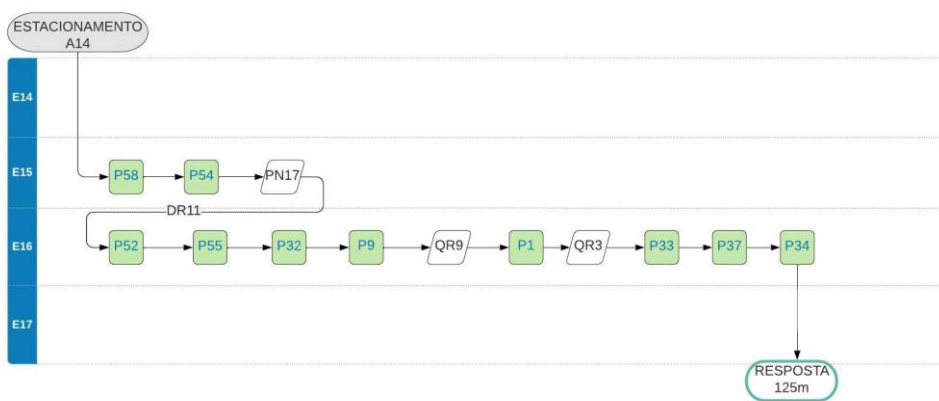 ESTACIONAMENTO
A14
E14
E15
P58
P54
PN17
DR11
E16
P52
P55
P32
P9
QR9
P1
QR3
P33
P37
P34
E17
RESPOSTA
125m